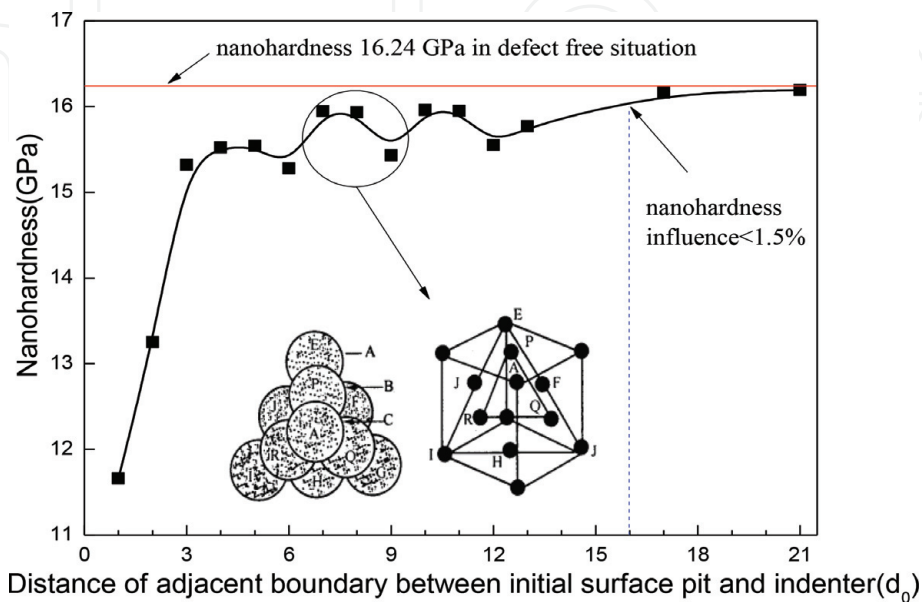 17
nanohardness 16.24 GPa in defect free situation
16
15
14
13
12
11
Nanohardness(GPa)
nanohardness
influence<1.5%
E
A
P
B
J
F
C
A
R
Q
I
H
G
E
P
A
J
F
R
Q
I
H
J
0 3 6 9 12 15 18 21
Distance of adjacent boundary between initial surface pit and indenter(d0)